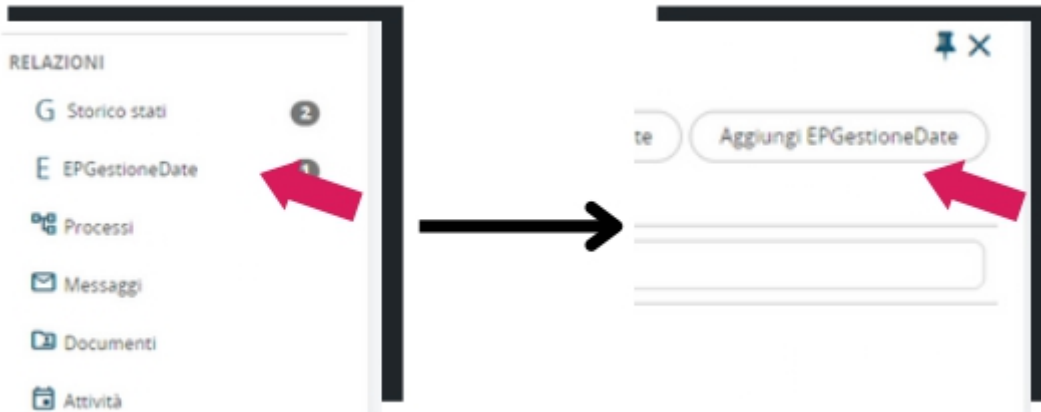 RELAZIONI
G Storico stati 2
E EPGestioneDate
Processi
Messaggi
Documenti
Attività
te Aggiungi EPGestioneDate